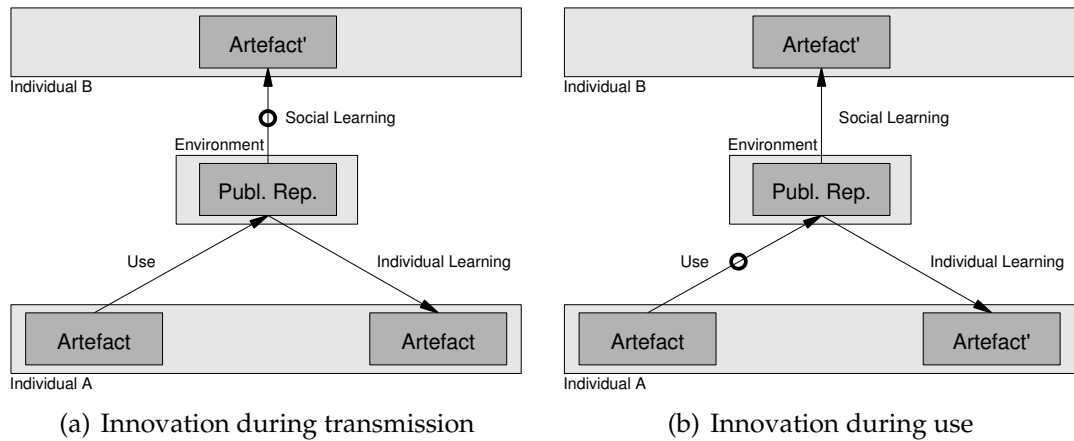 Artefact'
Individual B
Social Learning
Environment
Publ. Rep.
Use
Individual Learning
Artefact
Artefact
Individual A
(a) Innovation during transmission
Artefact'
Individual B
Social Learning
Environment
Publ. Rep.
Use
Individual Learning
Artefact
Artefact'
Individual A
(b) Innovation during use